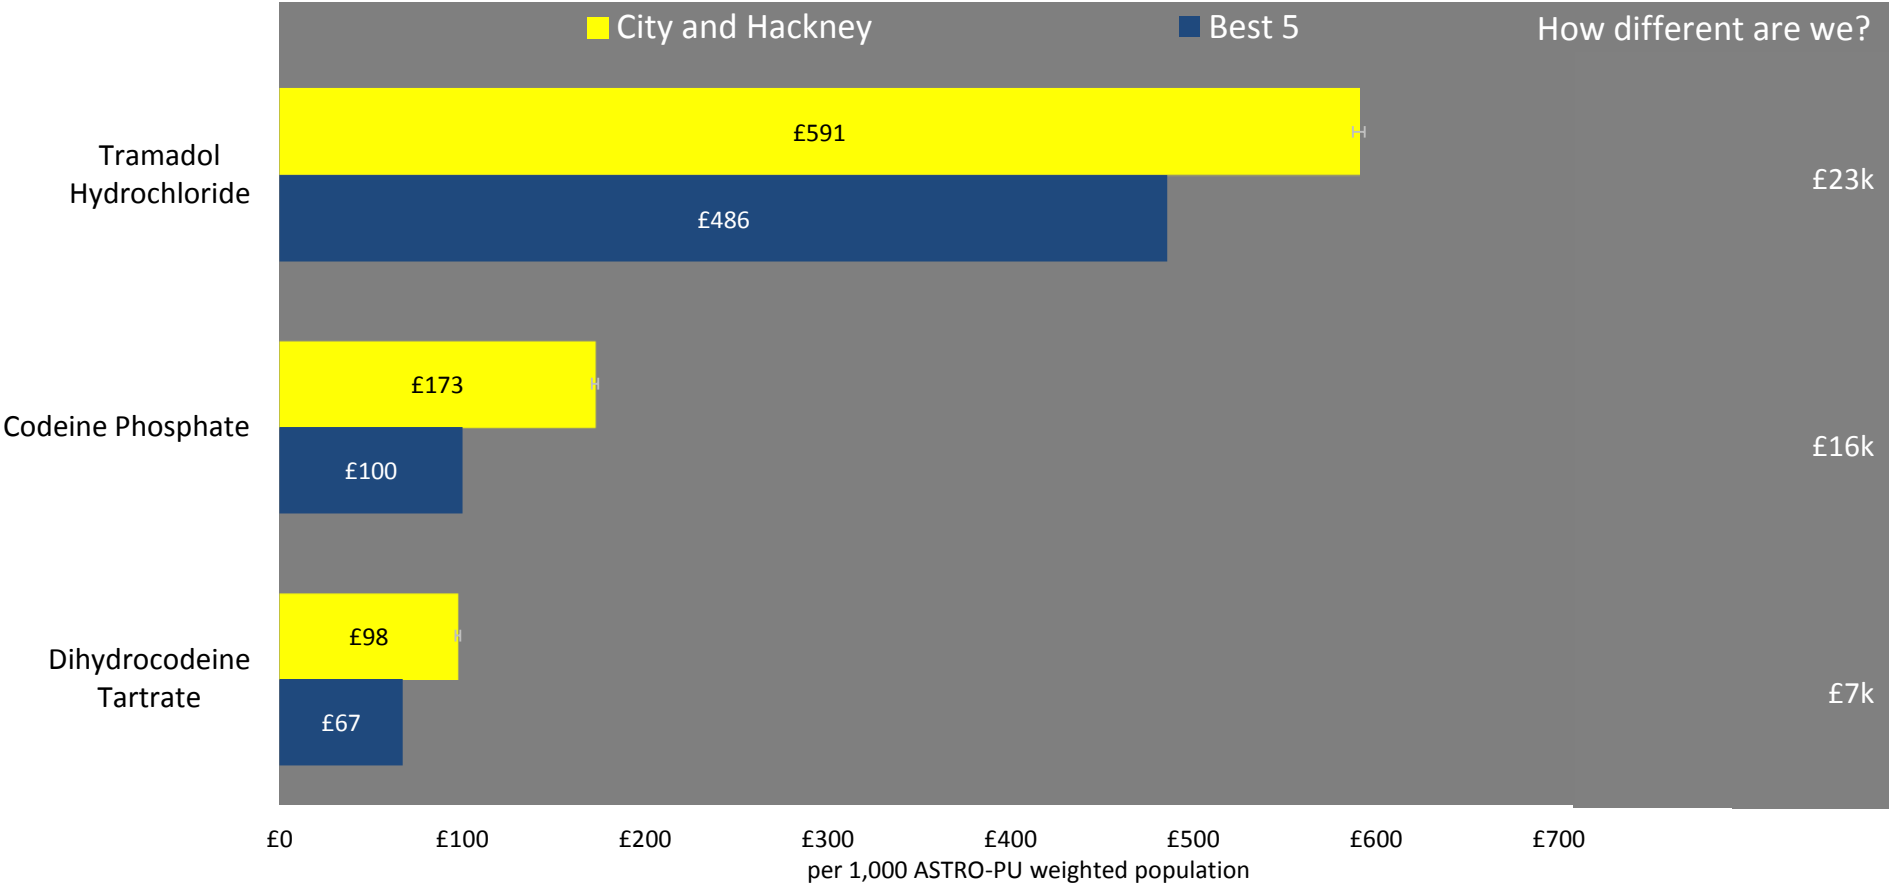 City and Hackney
Best 5
How different are we?
Tramadol
Hydrochloride
£591
£486
£23k
Codeine Phosphate
£173
£100
£16k
Dihydrocodeine
Tartrate
£98
£67
£7k
£0 £100 £200 £300 £400 £500 £600 £700
per 1,000 ASTRO-PU weighted population